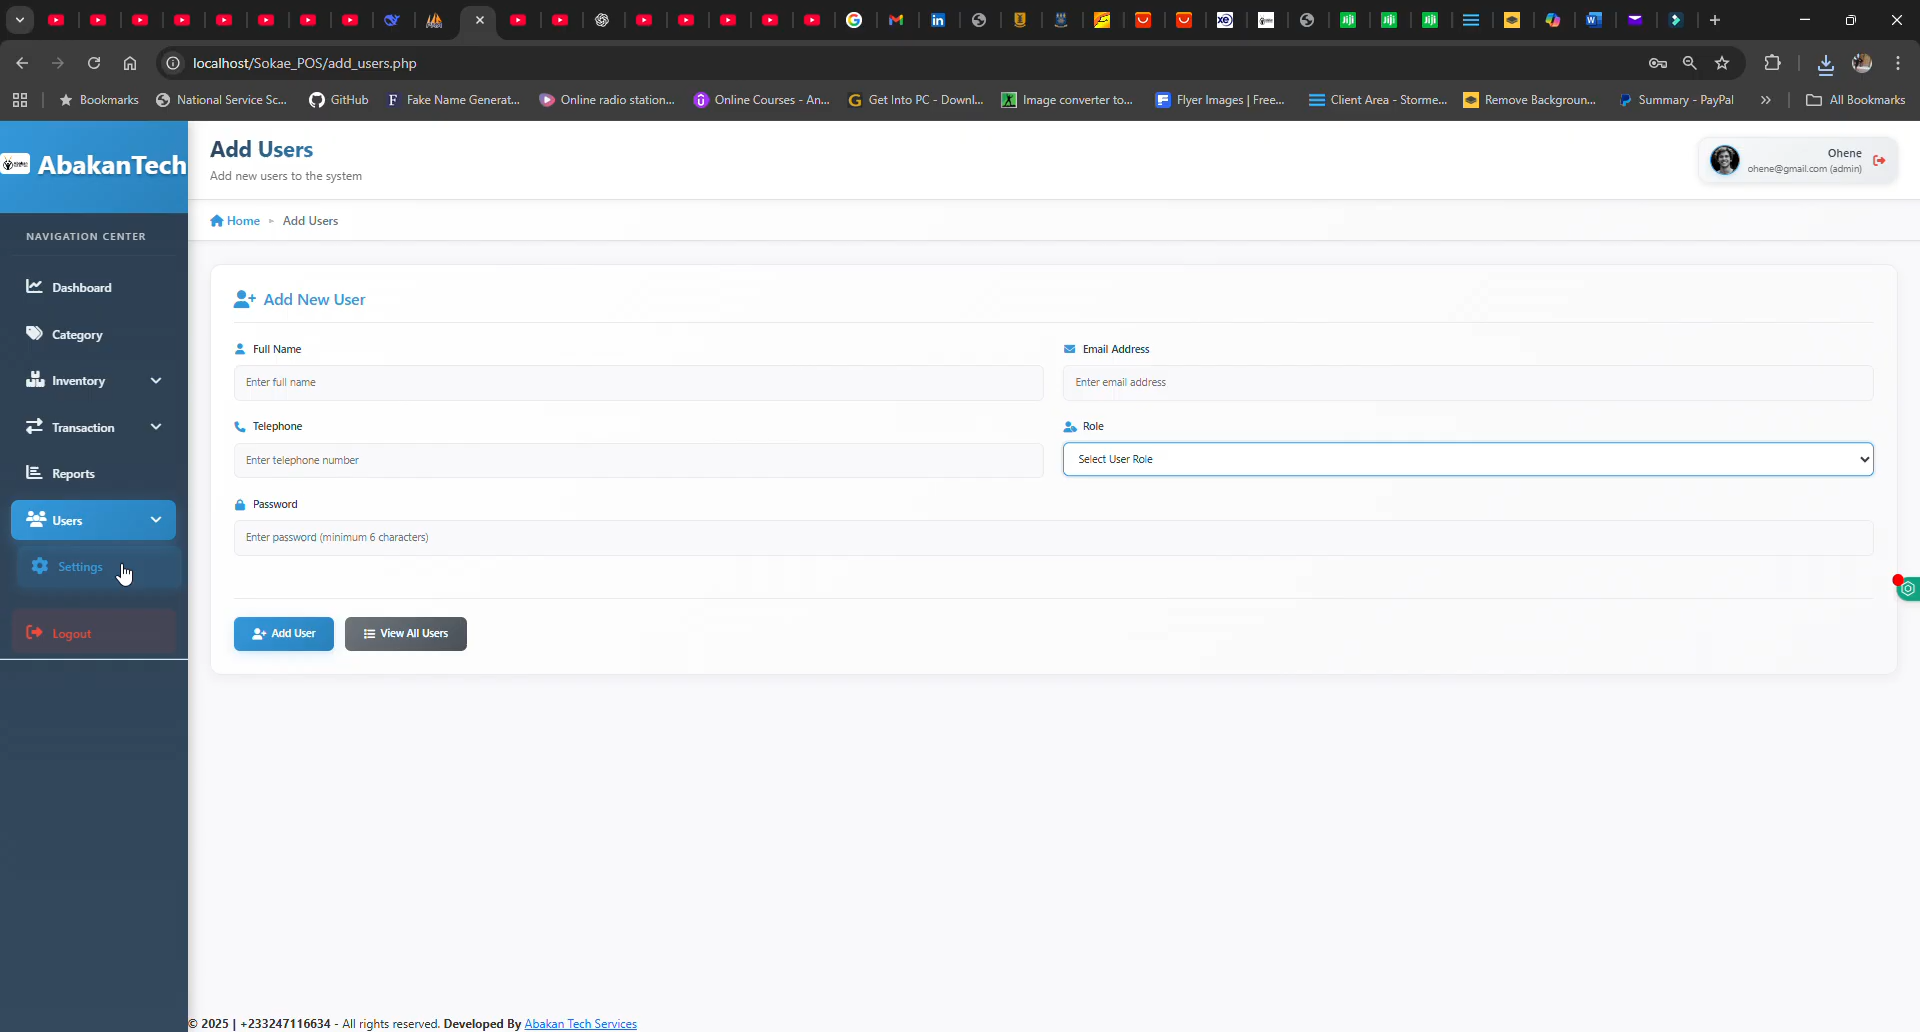 localhost/Sokae_POS/add_users.php
Bookmarks
National Service Sc...
GitHub
Fake Name Generat...
Online radio station...
Online Courses - An...
Get Into PC - Downl...
Image converter to...
Flyer Images | Free...
Client Area - Storme...
Remove Backgroun...
Summary - PayPal
All Bookmarks
AbakanTech
Add Users
Add new users to the system
Ohene
ohene@gmail.com (admin)
Home
Add Users
NAVIGATION CENTER
Dashboard
Category
Inventory
Transaction
Reports
Users
Settings
Logout
Add New User
Full Name
Enter full name
Email Address
Enter email address
Telephone
Enter telephone number
Role
Select User Role
Password
Enter password (minimum 6 characters)
Add User
View All Users
© 2025 | +233247116634 - All rights reserved. Developed By Abakan Tech Services